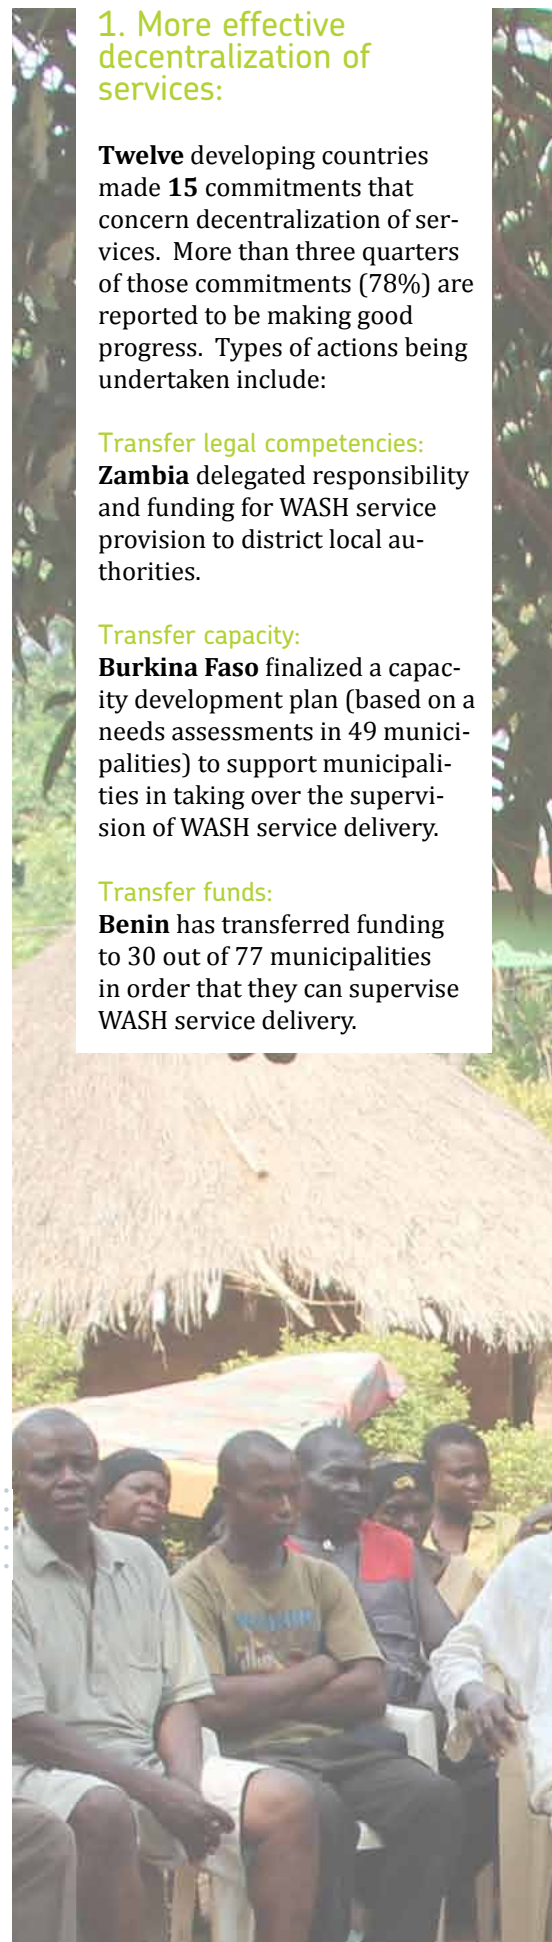 1. More effective
decentralization of
services:
Twelve developing countries
made 15 commitments that
concern decentralization of ser-
vices.  More than three quarters
of those commitments (78%) are
reported to be making good
progress.  Types of actions being
undertaken include:
Transfer legal competencies:
Zambia delegated responsibility
and funding for WASH service
provision to district local au-
thorities.
Transfer capacity:
Burkina Faso finalized a capac-
ity development plan (based on a
needs assessments in 49 munici-
palities) to support municipali-
ties in taking over the supervi-
sion of WASH service delivery.
Transfer funds:
Benin has transferred funding
to 30 out of 77 municipalities
in order that they can supervise
WASH service delivery.